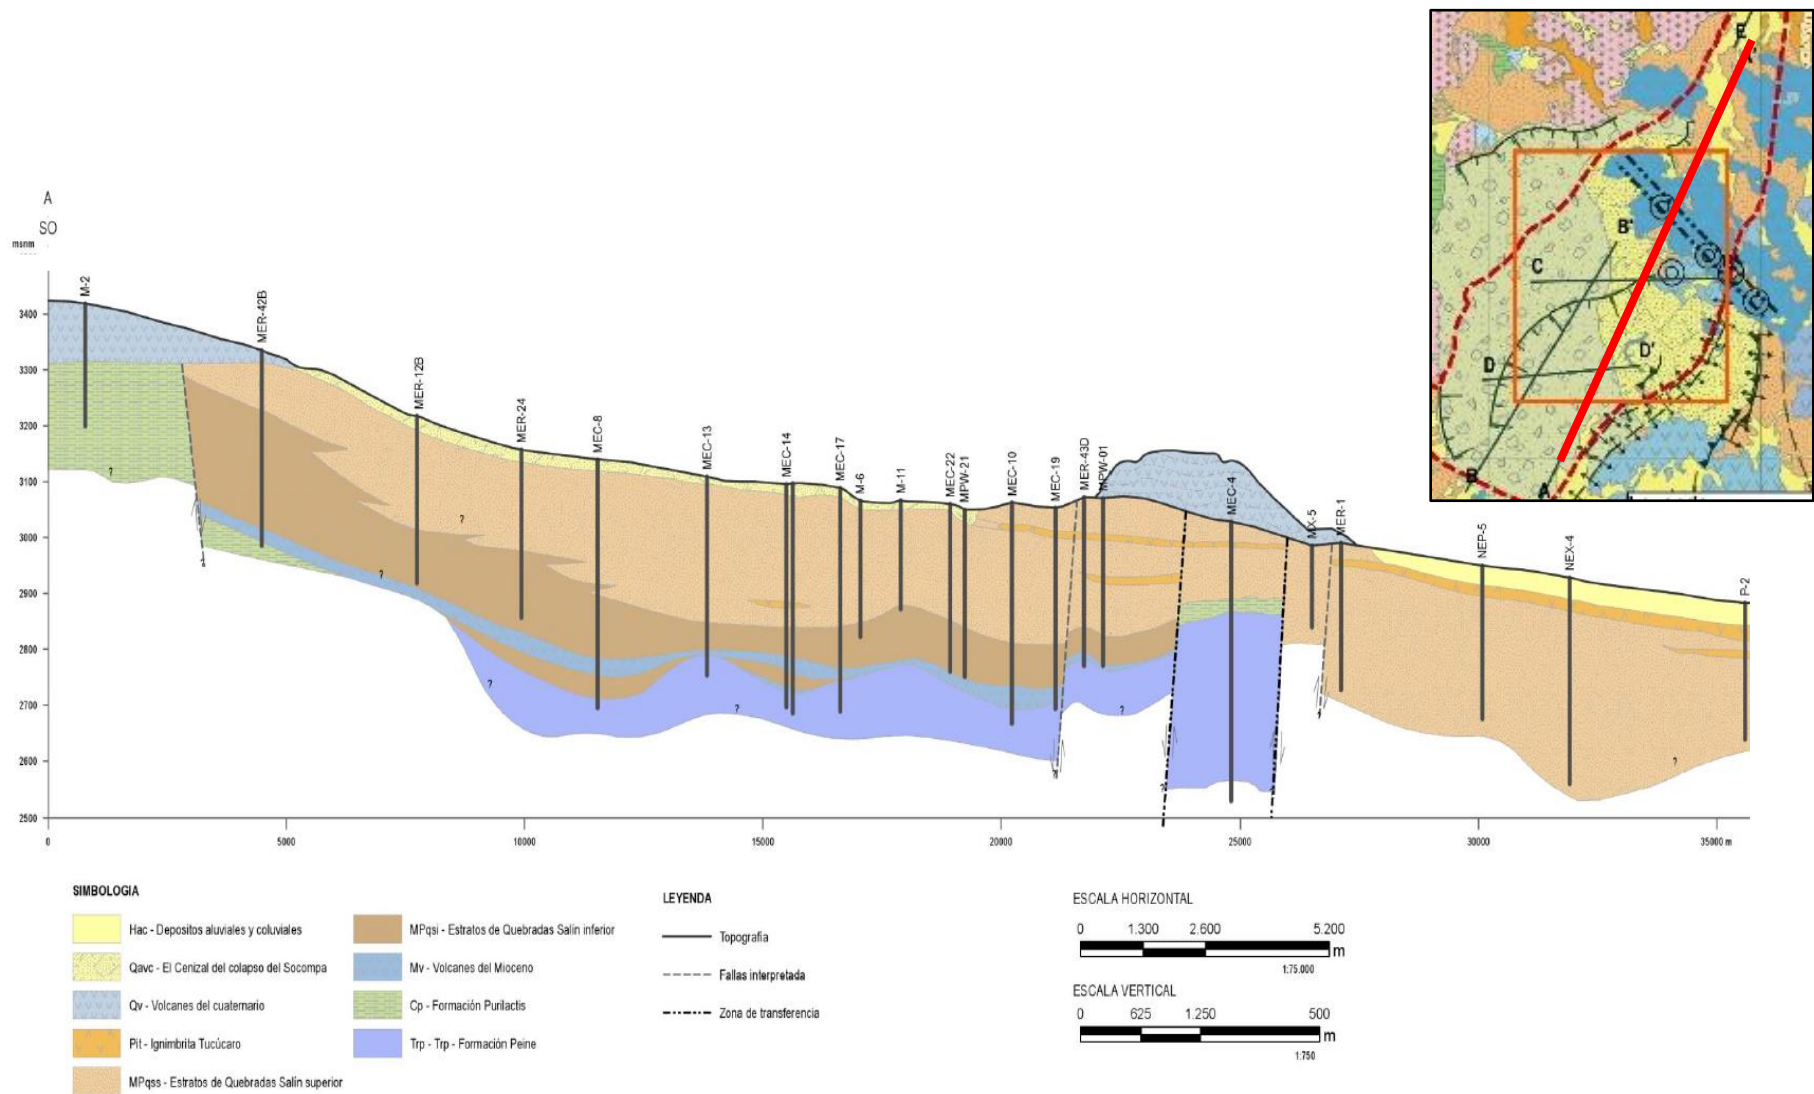 A
SO
msnm
3400
3300
3200
3100
3000
2900
2800
2700
2600
2500
0 5000 10000 15000 20000 25000 30000 35000 m
M-2
MER-42B
MER-12B
MER-24
MEC-8
MEC-13
MEC-14
MEC-17
M-6
M-11
MEC-22
MPW-21
MEC-10
MEC-19
MER-43D
MPW-01
MEC-4
MX-5
MER-1
NEP-5
NEX-4
P-2
?
?
?
?
?
?
?
?
?
?
?
E
B'
C
D'
D
B
A
SIMBOLOGIA
Hac - Depositos aluviales y coluviales
Qavc - El Cenizal del colapso del Socompa
Qv - Volcanes del cuaternario
Pit - Ignimbrita Tucúcaro
MPqss - Estratos de Quebradas Salín superior
MPqsi - Estratos de Quebradas Salín inferior
Mv - Volcanes del Mioceno
Cp - Formación Purilactis
Trp - Trp - Formación Peine
LEYENDA
Topografía
Fallas interpretada
Zona de transferencia
ESCALA HORIZONTAL
0 1.300 2.600 5.200
m
1:75.000
ESCALA VERTICAL
0 625 1.250 500
m
1:750